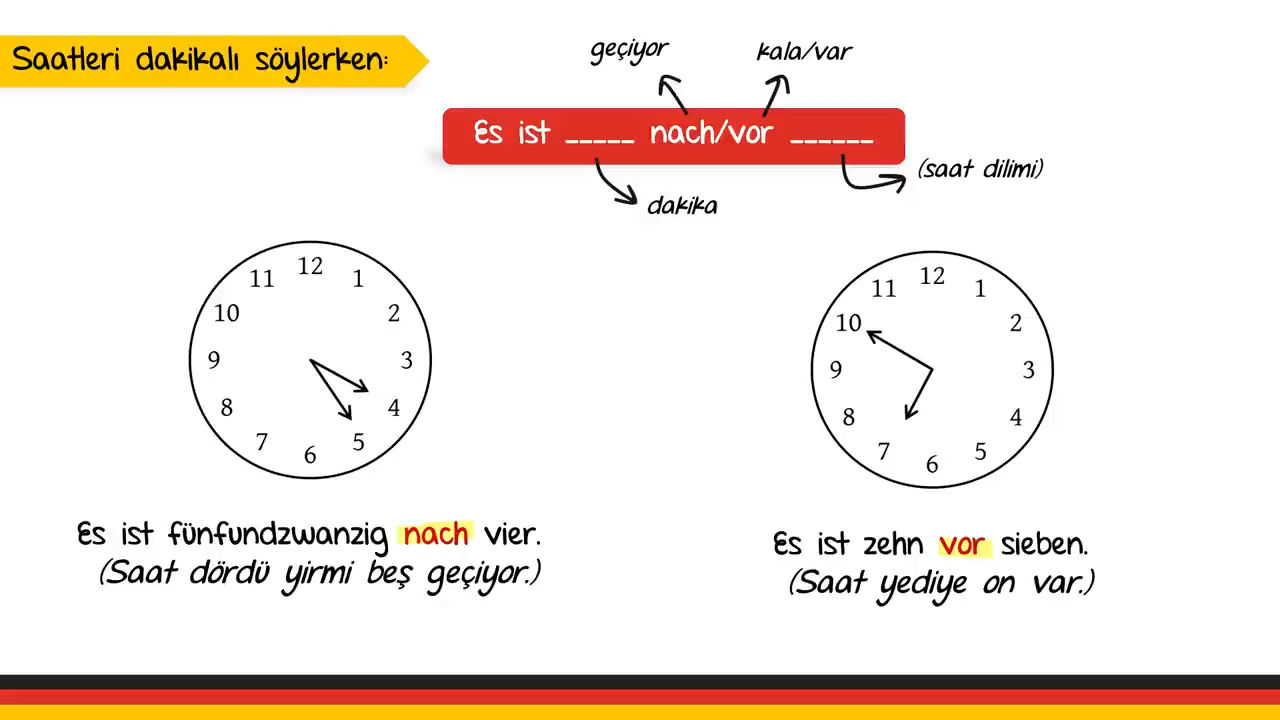 Saatleri dakikalı söylerken:
geçiyor kala/var
Es ist _____ nach/vor ______
(saat dilimi)
dakika
12
11 1
10 2
9 3
8 4
7 5
6
12
11 1
10 2
9 3
8 4
7 5
6
Es ist fünfundzwanzig nach vier.
(Saat dördü yirmi beş geçiyor.)
Es ist zehn vor sieben.
(Saat yediye on var.)